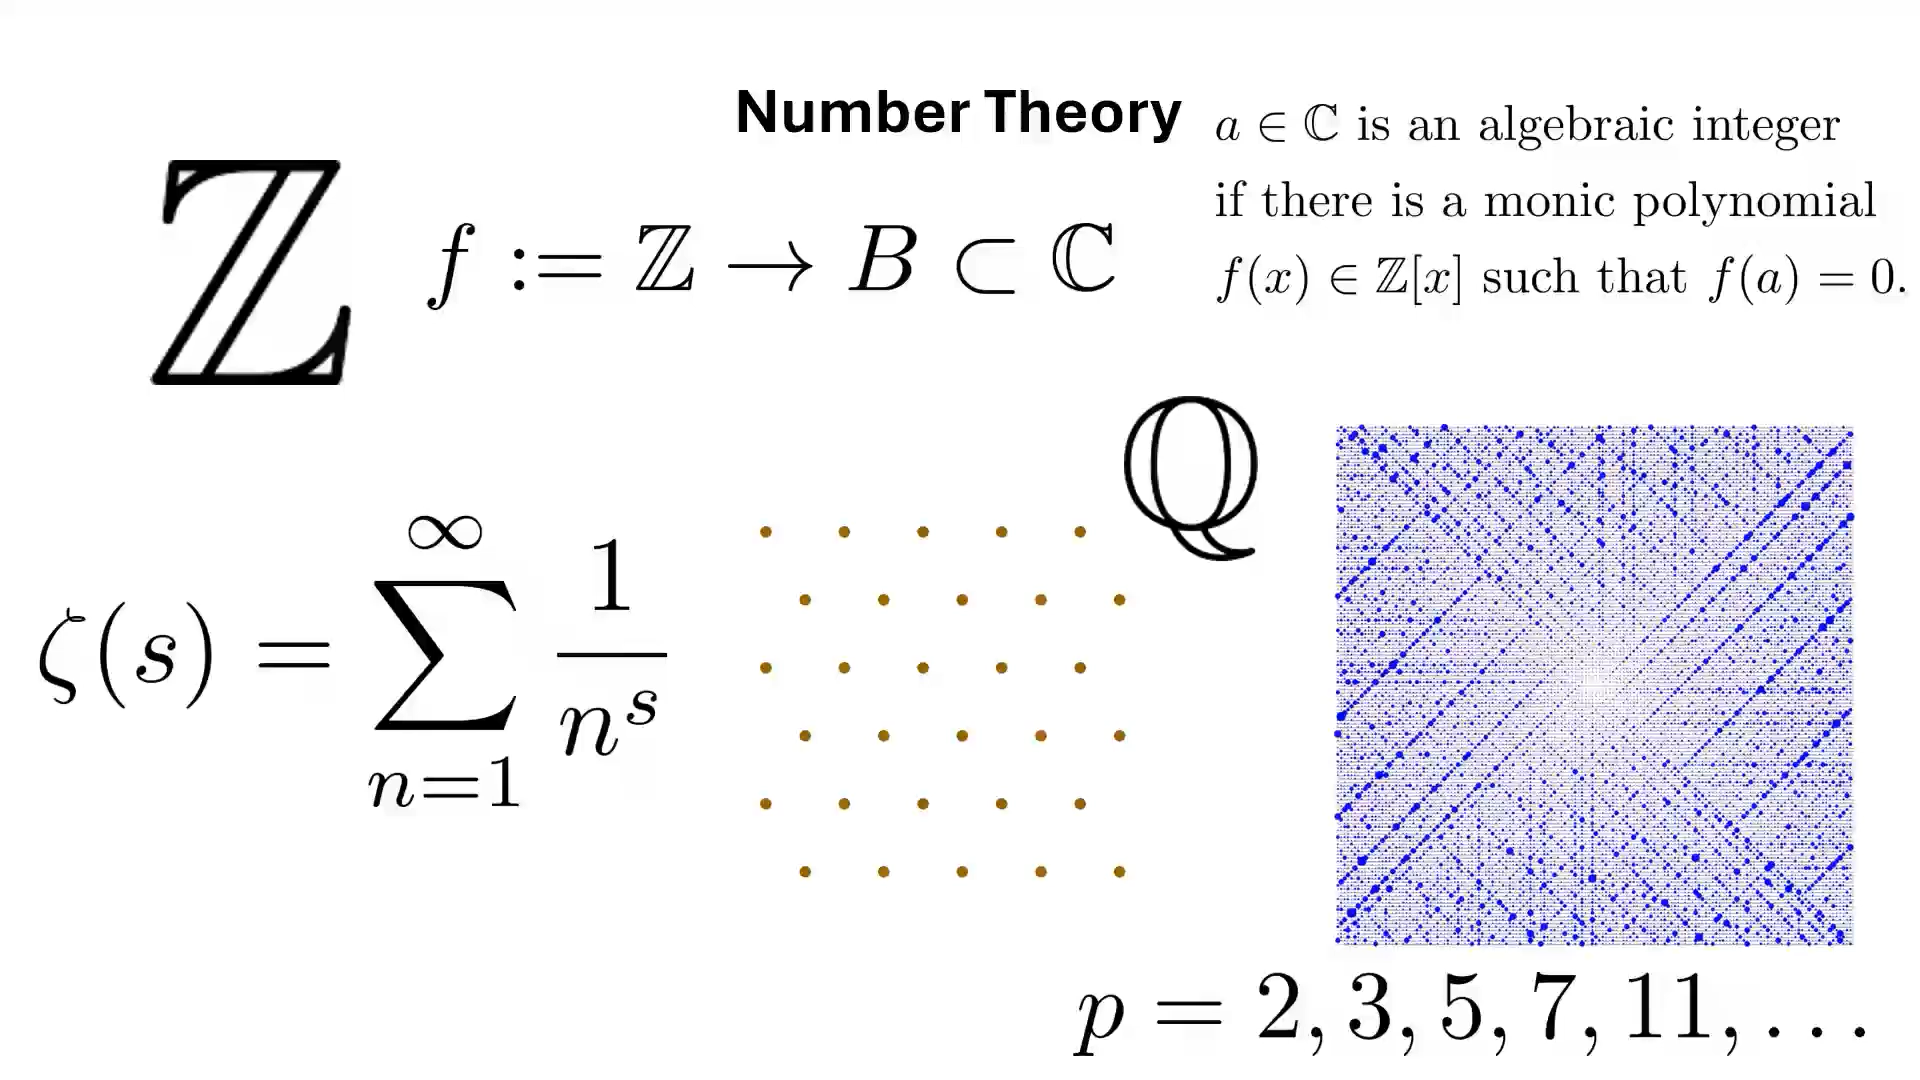 Number Theory
a ∈ ℂ is an algebraic integer
if there is a monic polynomial
f(x) ∈ ℤ[x] such that f(a) = 0.
ℤ
f := ℤ → B ⊂ ℂ
ℚ
ζ(s) = ∑_{n=1}^{∞} 1/n^s
p = 2, 3, 5, 7, 11, …